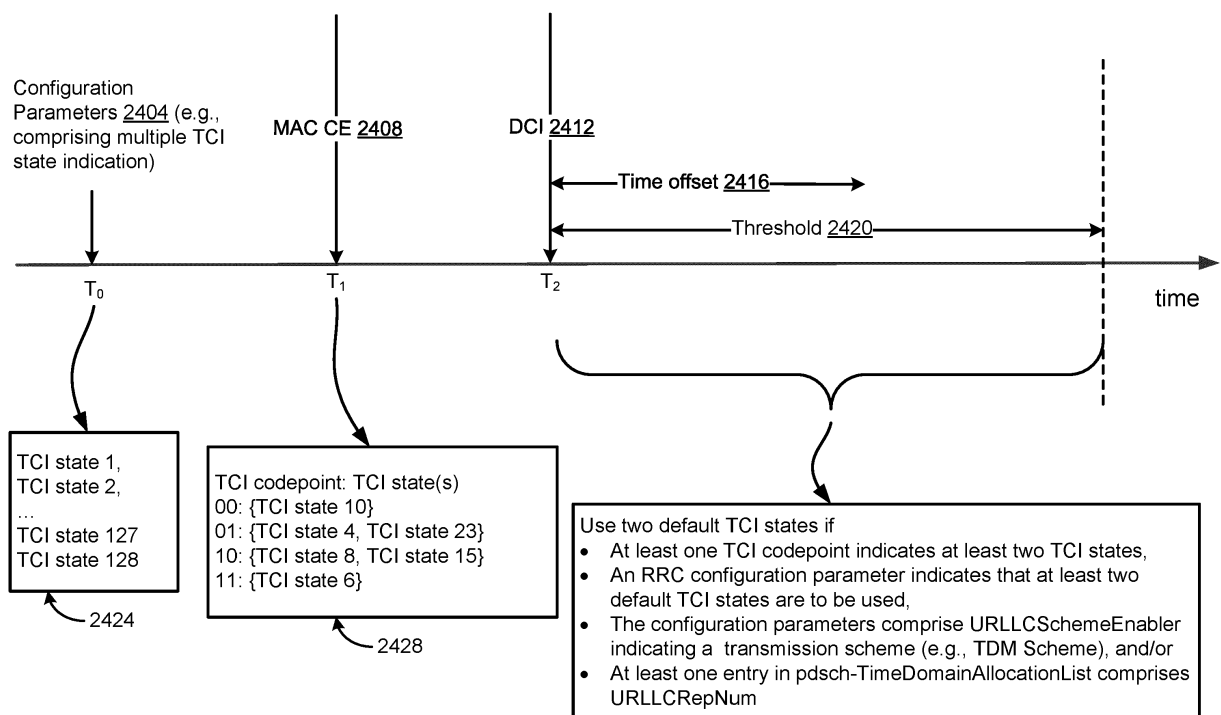 Configuration
Parameters 2404 (e.g.,
comprising multiple TCI
state indication)
MAC CE 2408
DCI 2412
Time offset 2416
Threshold 2420
T0
T1
T2
time
TCI state 1,
TCI state 2,
...
TCI state 127
TCI state 128
2424
TCI codepoint: TCI state(s)
00: {TCI state 10}
01: {TCI state 4, TCI state 23}
10: {TCI state 8, TCI state 15}
11: {TCI state 6}
2428
Use two default TCI states if
• At least one TCI codepoint indicates at least two TCI states,
• An RRC configuration parameter indicates that at least two
default TCI states are to be used,
• The configuration parameters comprise URLLCSchemeEnabler
indicating a transmission scheme (e.g., TDM Scheme), and/or
• At least one entry in pdsch-TimeDomainAllocationList comprises
URLLCRepNum